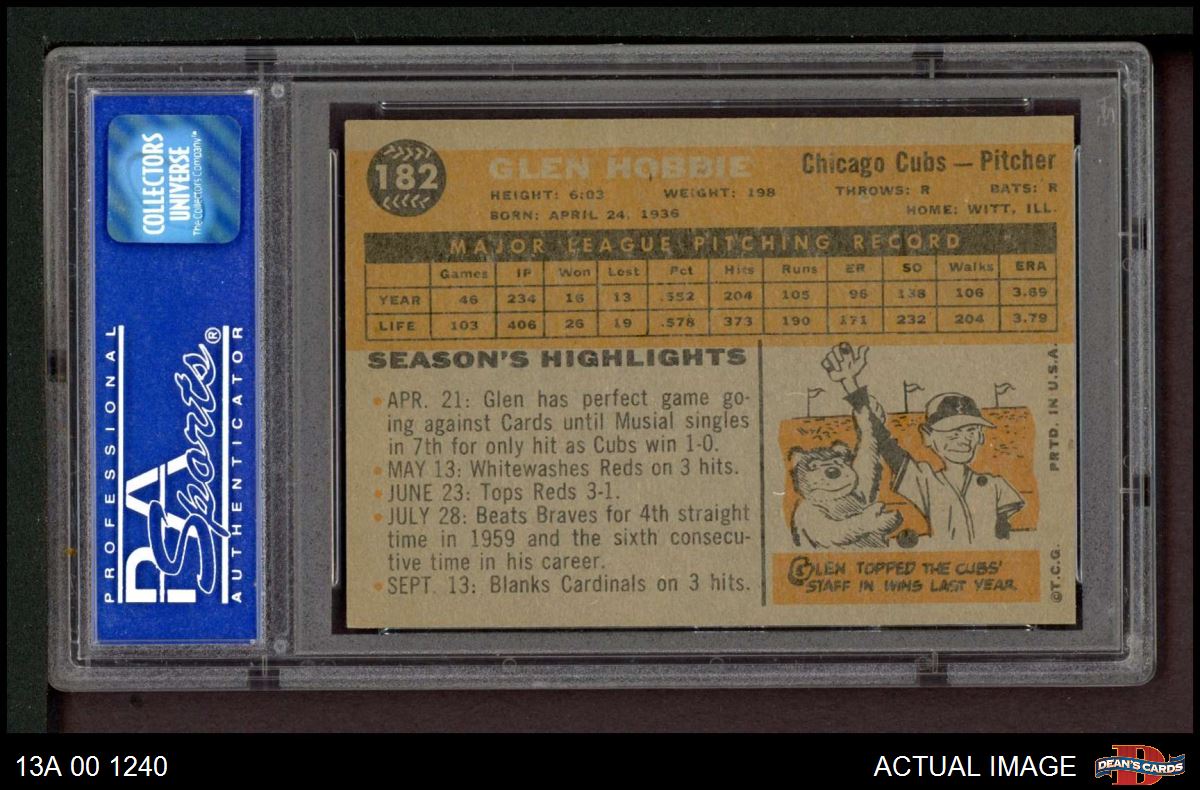 COLLECTORS
UNIVERSE
The Collectors Company™
PROFESSIONAL
PSA
Sports®
AUTHENTICATOR
182
GLEN HOBBIE
Chicago Cubs — Pitcher
HEIGHT: 6:03 WEIGHT: 198 THROWS: R BATS: R
BORN: APRIL 24, 1936 HOME: WITT, ILL.
MAJOR LEAGUE PITCHING RECORD
Games IP Won Lost Pct Hits Runs ER SO Walks ERA
YEAR 46 234 16 13 .552 204 105 96 138 106 3.69
LIFE 103 406 26 19 .578 373 190 171 232 204 3.79
SEASON'S HIGHLIGHTS
• APR. 21: Glen has perfect game go-
ing against Cards until Musial singles
in 7th for only hit as Cubs win 1-0.
• MAY 13: Whitewashes Reds on 3 hits.
• JUNE 23: Tops Reds 3-1.
• JULY 28: Beats Braves for 4th straight
time in 1959 and the sixth consecu-
tive time in his career.
• SEPT. 13: Blanks Cardinals on 3 hits.
GLEN TOPPED THE CUBS'
STAFF IN WINS LAST YEAR.
©T.C.G. PRTD. IN U.S.A.
13A 00 1240
ACTUAL IMAGE
DEAN'S CARDS